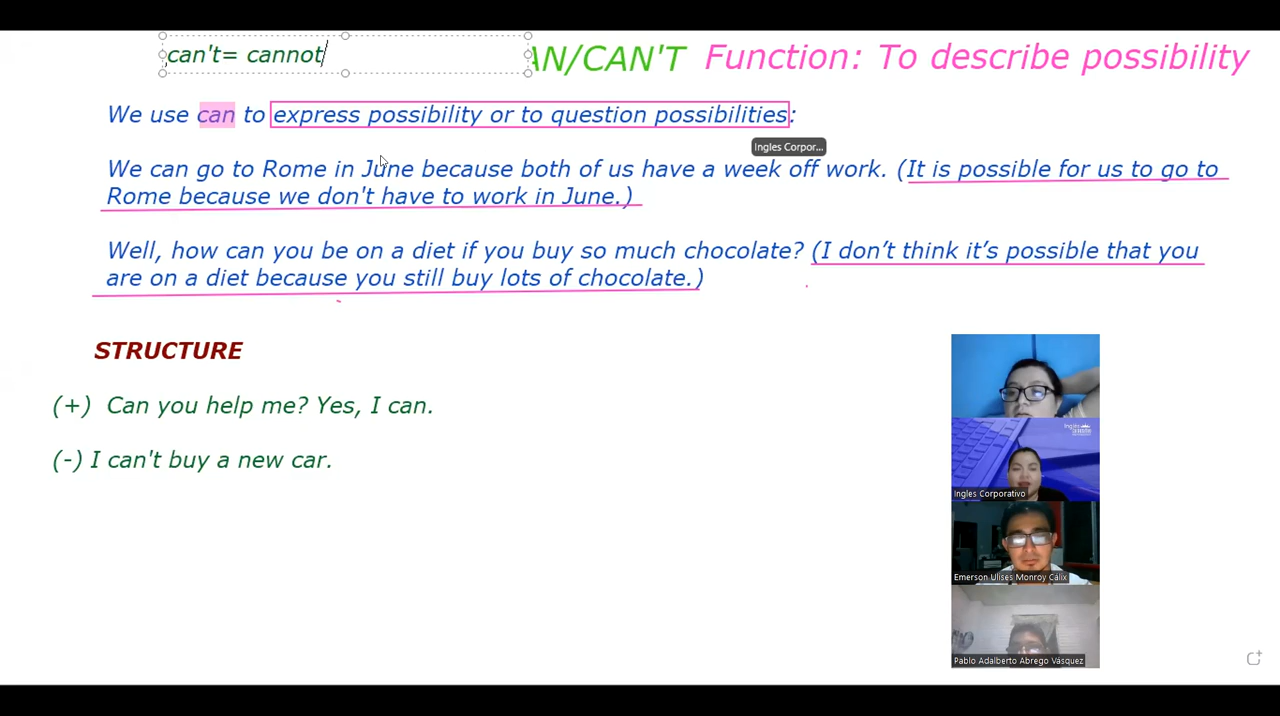 can't= cannot
AN/CAN'T Function: To describe possibility
We use can to express possibility or to question possibilities:
Ingles Corpor...
We can go to Rome in June because both of us have a week off work. (It is possible for us to go to
Rome because we don't have to work in June.)
Well, how can you be on a diet if you buy so much chocolate? (I don’t think it’s possible that you
are on a diet because you still buy lots of chocolate.)
STRUCTURE
(+) Can you help me? Yes, I can.
(-) I can't buy a new car.
Ingles Corporativo
Emerson Ulises Monroy Cálix
Pablo Adalberto Abrego Vásquez